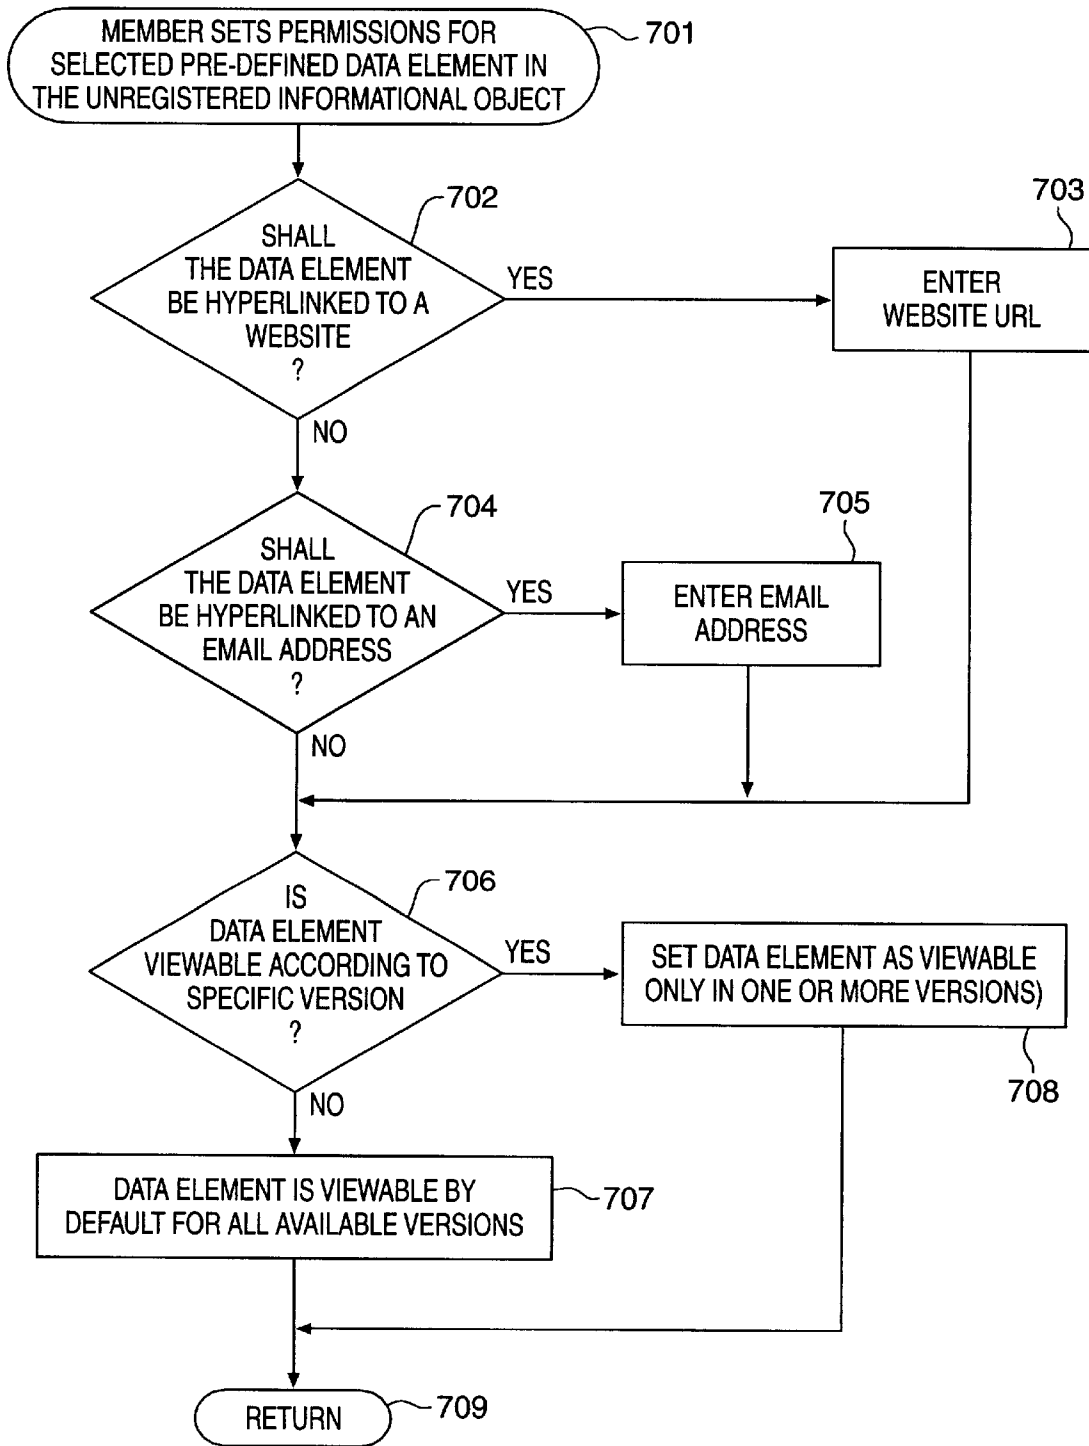 MEMBER SETS PERMISSIONS FOR
SELECTED PRE-DEFINED DATA ELEMENT IN
THE UNREGISTERED INFORMATIONAL OBJECT
701
702
SHALL
THE DATA ELEMENT
BE HYPERLINKED TO A
WEBSITE
?
YES
703
ENTER
WEBSITE URL
NO
704
SHALL
THE DATA ELEMENT
BE HYPERLINKED TO AN
EMAIL ADDRESS
?
YES
705
ENTER EMAIL
ADDRESS
NO
706
IS
DATA ELEMENT
VIEWABLE ACCORDING TO
SPECIFIC VERSION
?
YES
SET DATA ELEMENT AS VIEWABLE
ONLY IN ONE OR MORE VERSIONS)
708
NO
DATA ELEMENT IS VIEWABLE BY
DEFAULT FOR ALL AVAILABLE VERSIONS
707
RETURN
709